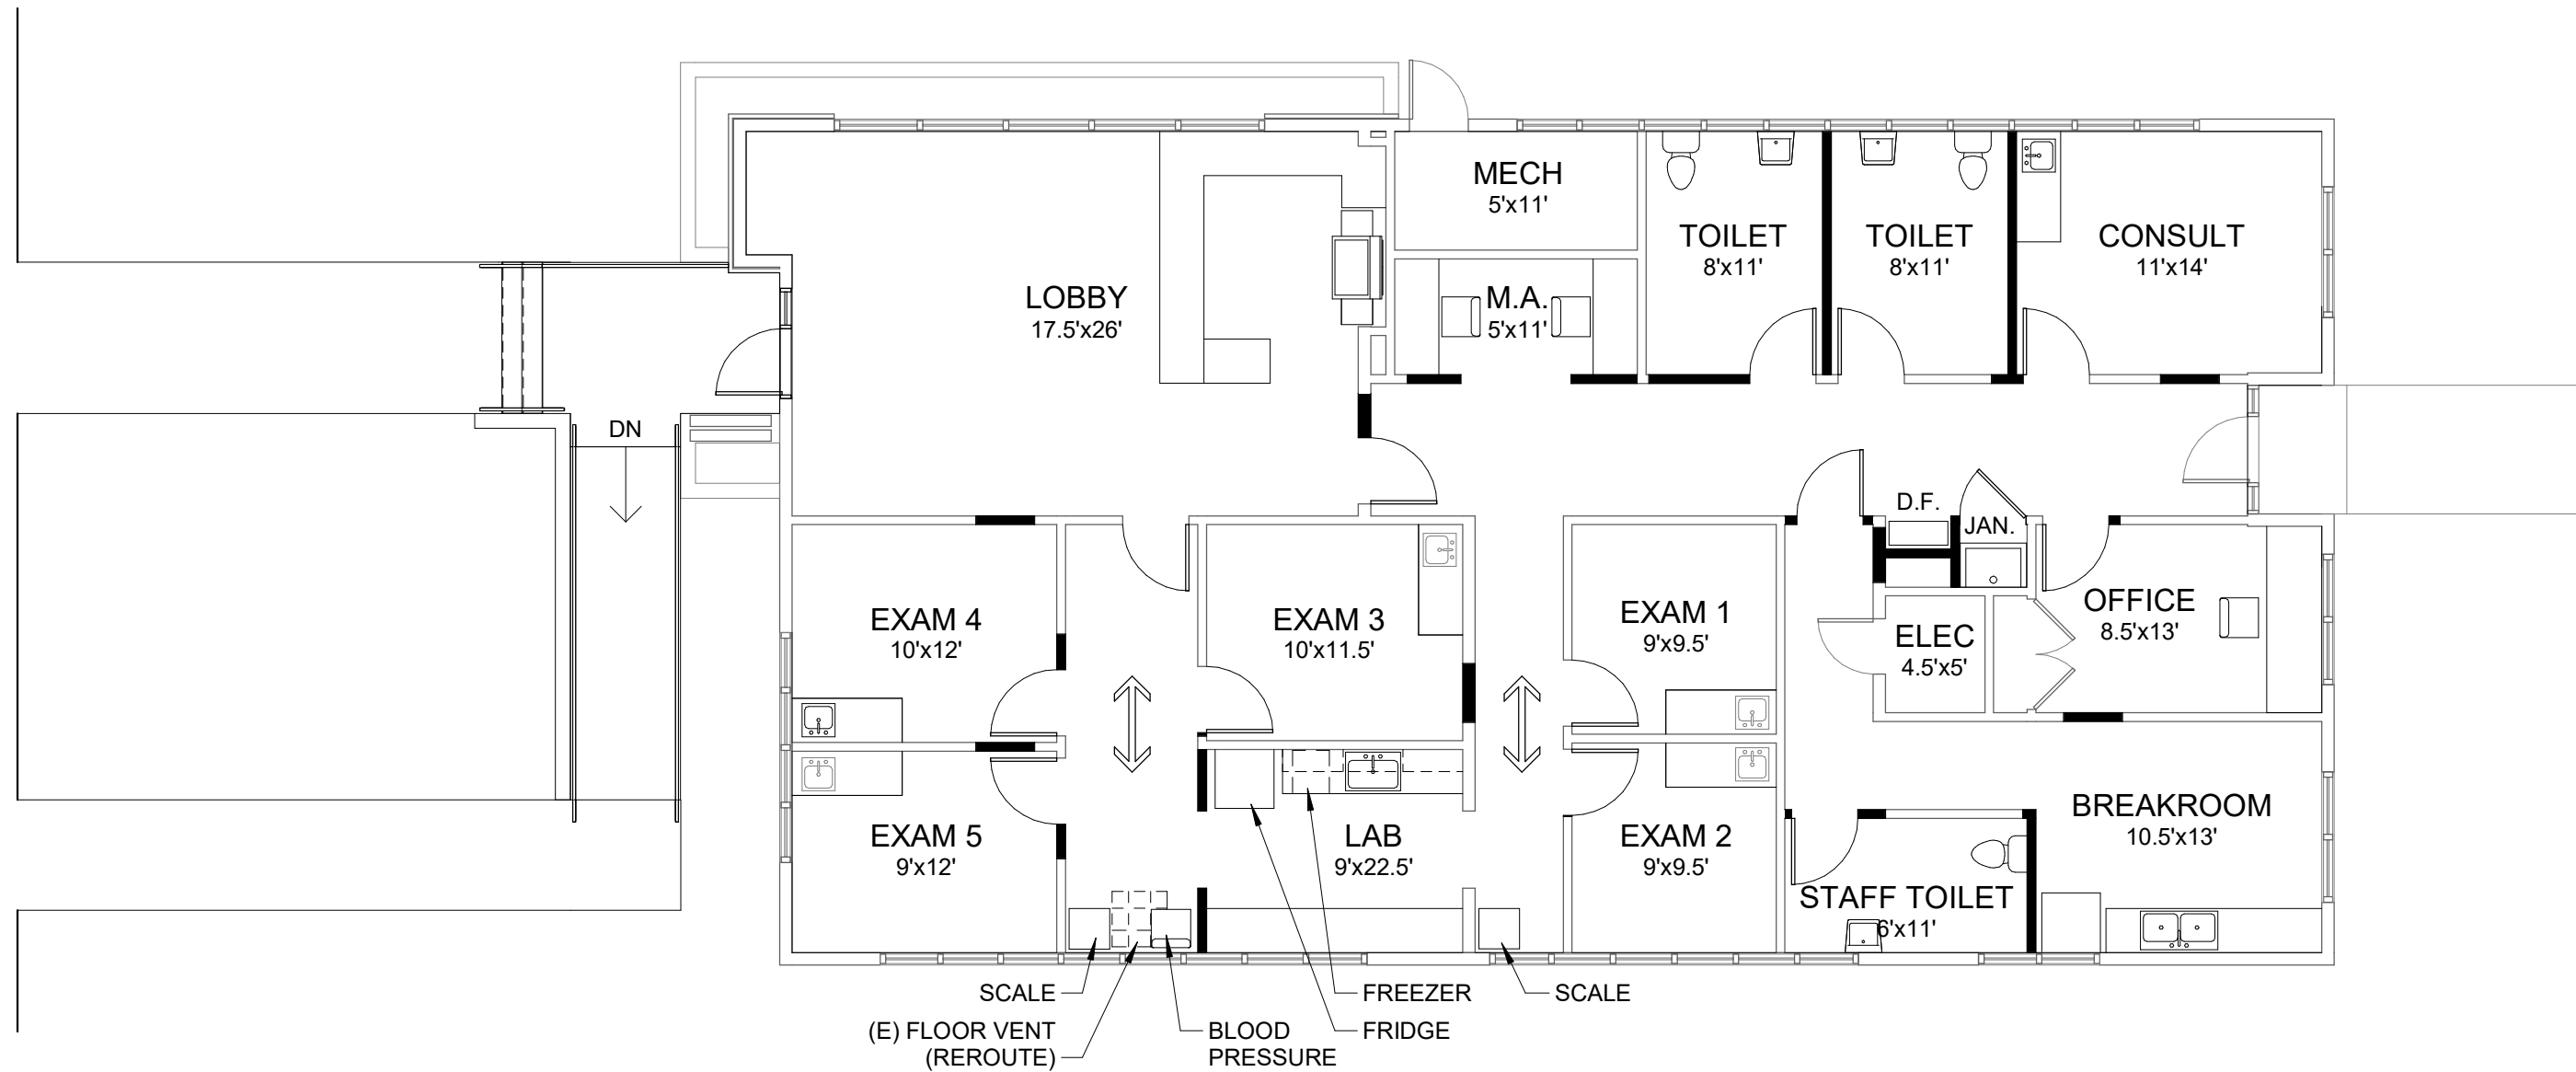 MECH
5'x11'
TOILET
8'x11'
TOILET
8'x11'
CONSULT
11'x14'
LOBBY
17.5'x26'
M.A.
5'x11'
DN
D.F.
JAN.
EXAM 4
10'x12'
EXAM 3
10'x11.5'
EXAM 1
9'x9.5'
ELEC
4.5'x5'
OFFICE
8.5'x13'
EXAM 5
9'x12'
LAB
9'x22.5'
EXAM 2
9'x9.5'
BREAKROOM
10.5'x13'
STAFF TOILET
6'x11'
SCALE
FREEZER
SCALE
(E) FLOOR VENT
(REROUTE)
BLOOD
PRESSURE
FRIDGE